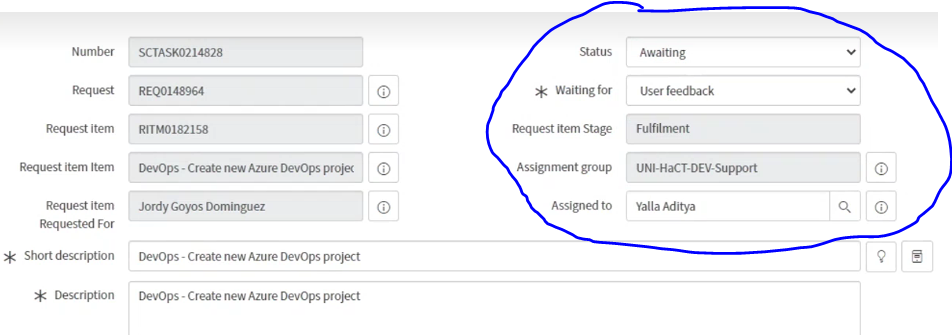 Number SCTASK0214828 Status Awaiting
Request REQ0148964 Waiting for User feedback
Request item RITM0182158 Request item Stage Fulfilment
Request item Item DevOps - Create new Azure DevOps projec Assignment group UNI-HaCT-DEV-Support
Request item Requested For Jordy Goyos Dominguez Assigned to Yalla Aditya
Short description DevOps - Create new Azure DevOps project
Description DevOps - Create new Azure DevOps project